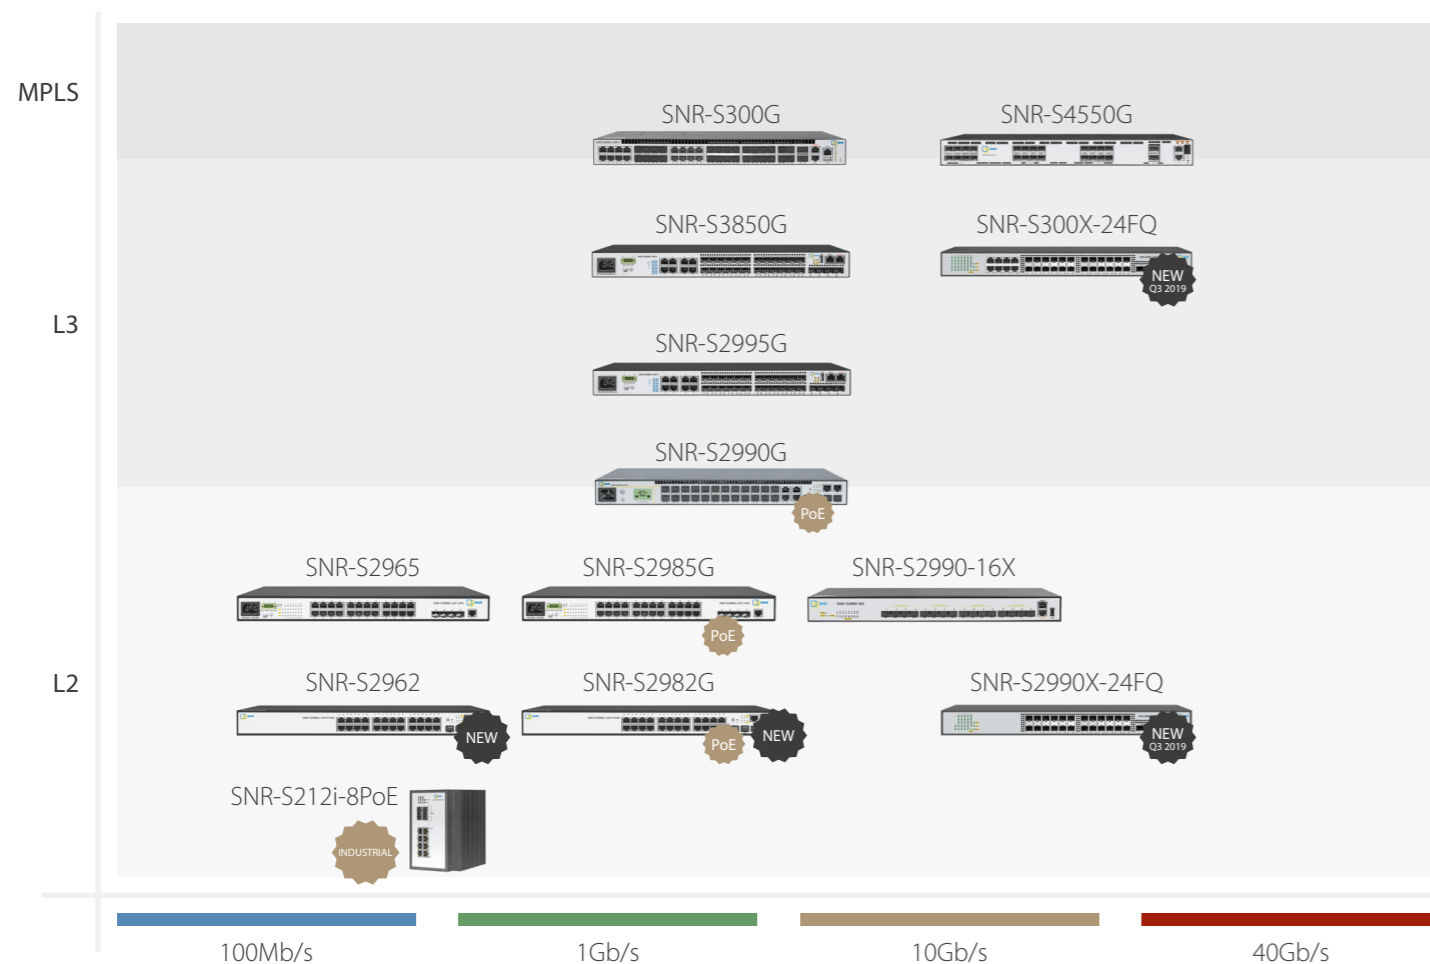 MPLS
SNR-S300G
SNR-S4550G
SNR-S3850G
SNR-S300X-24FQ
NEW
Q3 2019
L3
SNR-S2995G
SNR-S2990G
PoE
SNR-S2965
SNR-S2985G
SNR-S2990-16X
PoE
L2
SNR-S2962
SNR-S2982G
SNR-S2990X-24FQ
NEW
PoE
NEW
NEW
Q3 2019
SNR-S212i-8PoE
INDUSTRIAL
100Mb/s
1Gb/s
10Gb/s
40Gb/s